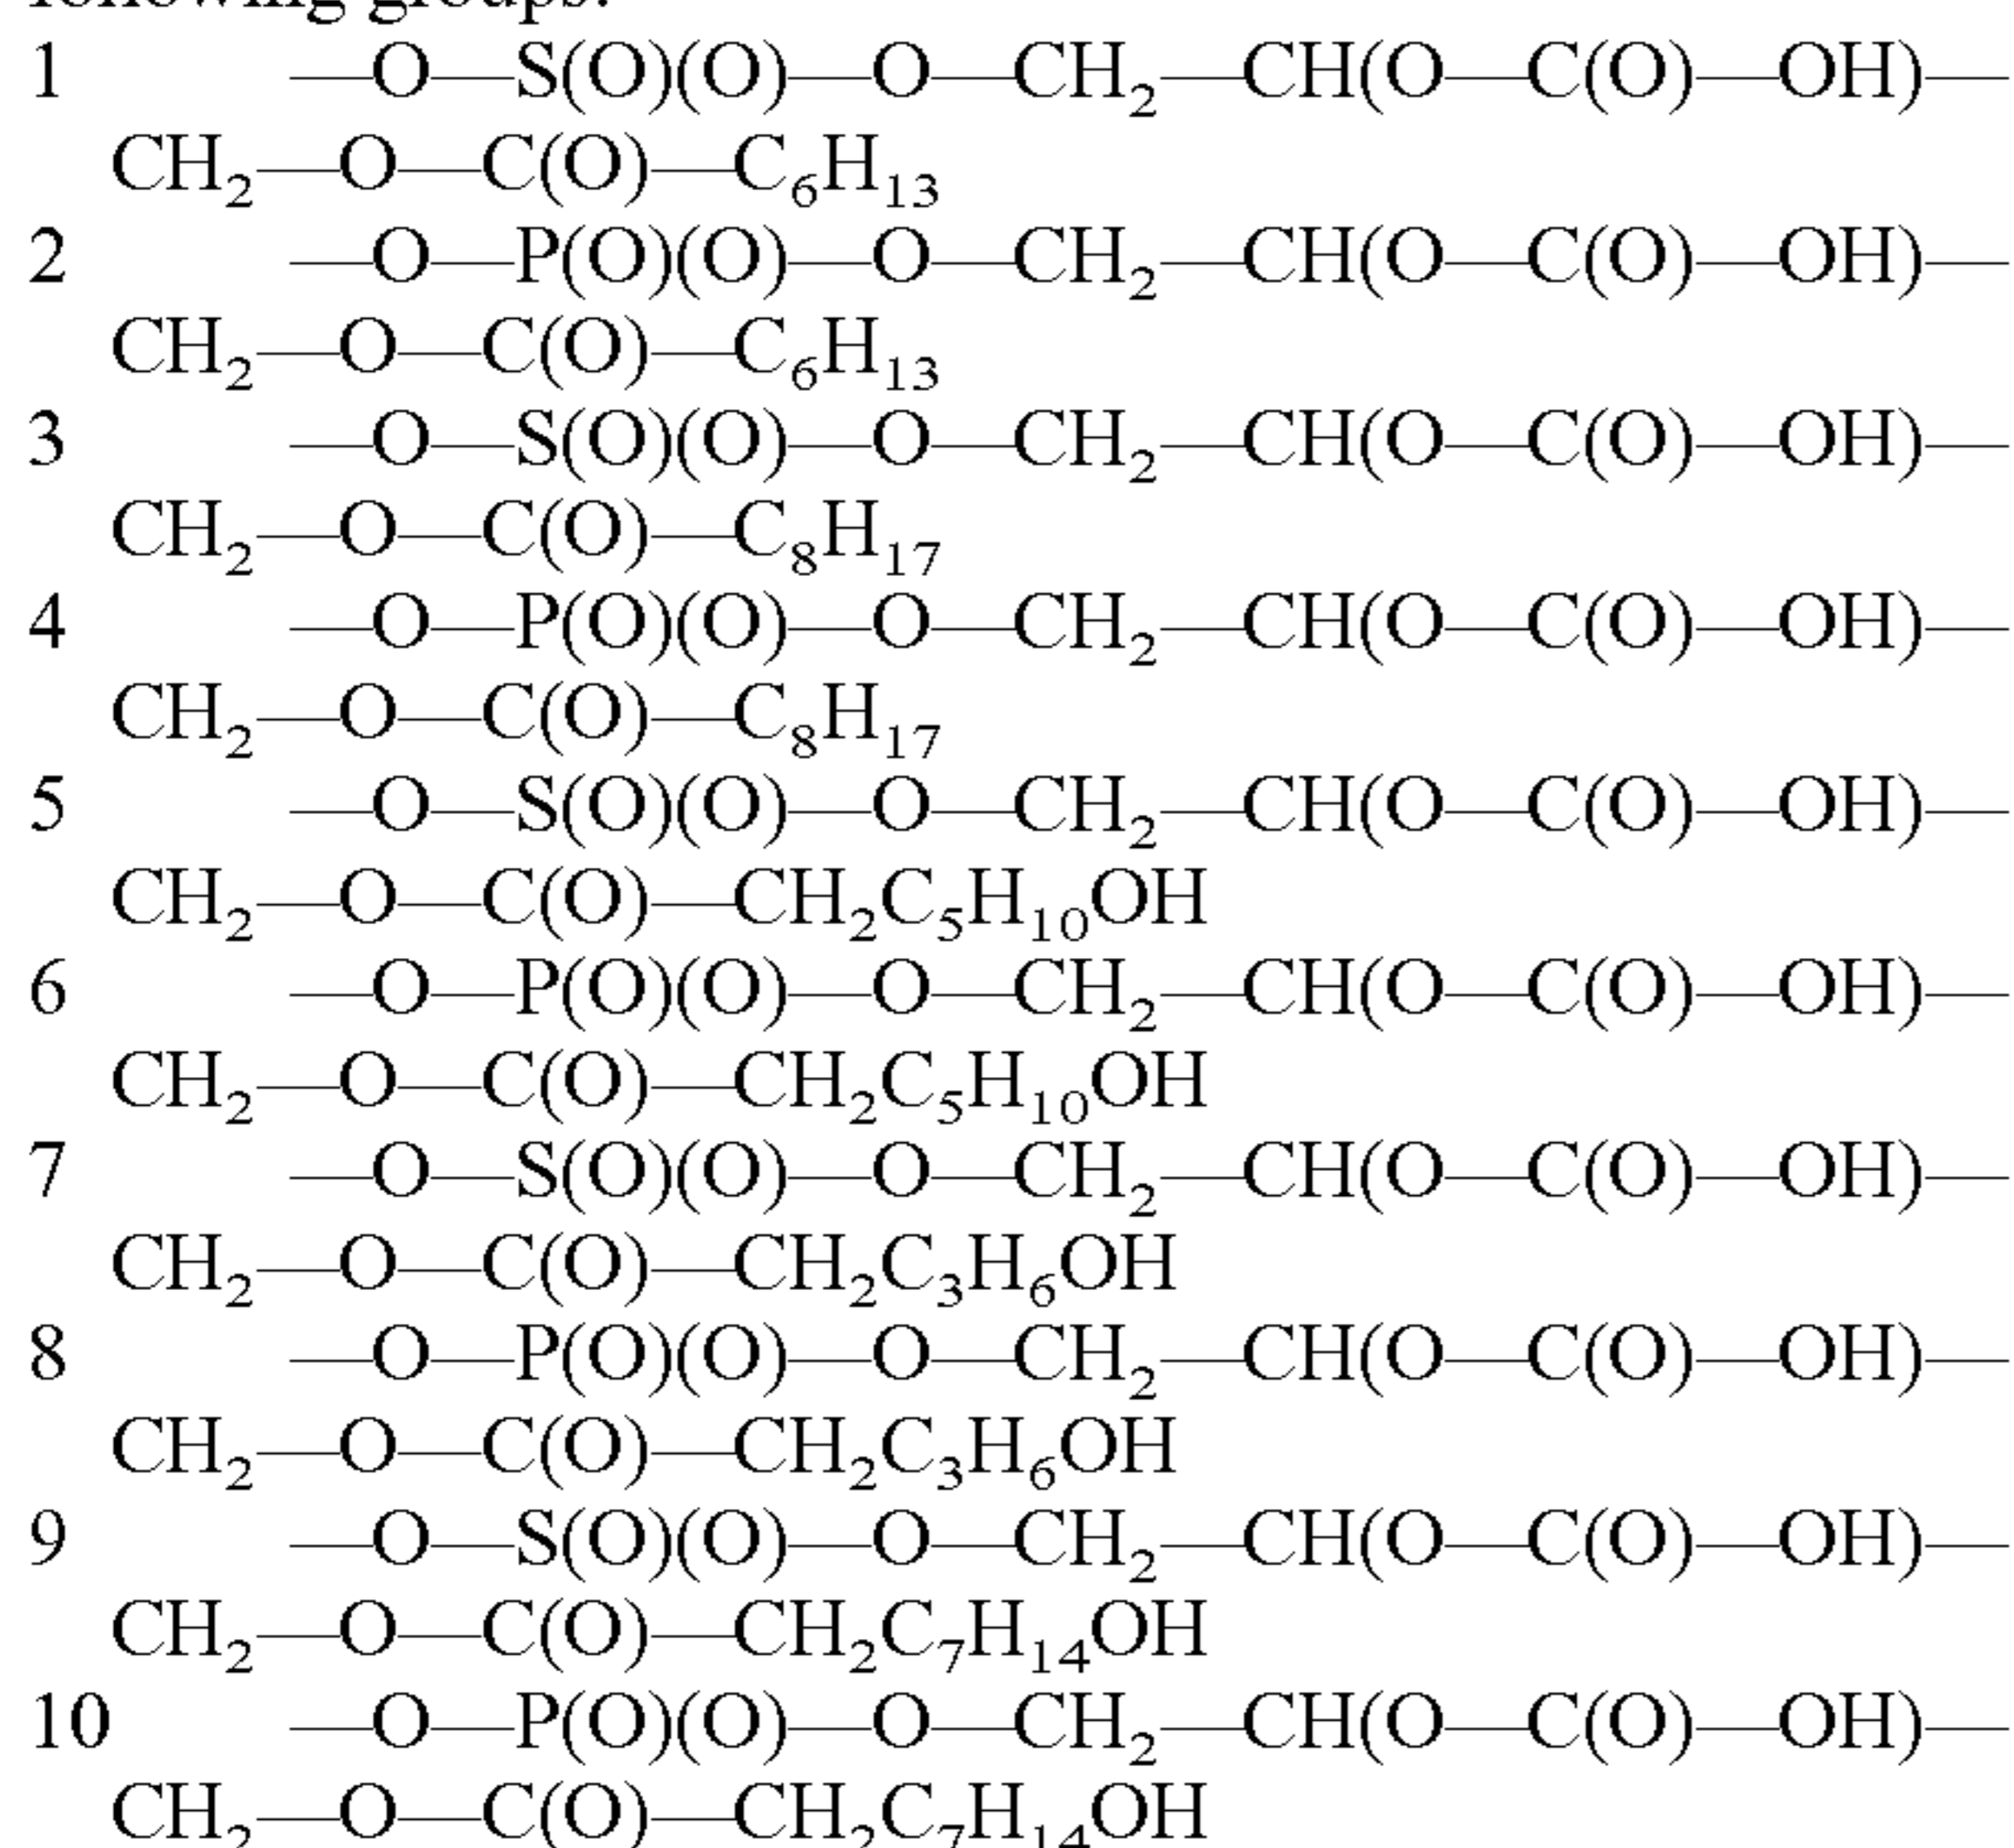 following groups:
1 —O—S(O)(O)—O—CH₂—CH(O—C(O)—OH)—
CH₂—O—C(O)—C₆H₁₃
2 —O—P(O)(O)—O—CH₂—CH(O—C(O)—OH)—
CH₂—O—C(O)—C₆H₁₃
3 —O—S(O)(O)—O—CH₂—CH(O—C(O)—OH)—
CH₂—O—C(O)—C₈H₁₇
4 —O—P(O)(O)—O—CH₂—CH(O—C(O)—OH)—
CH₂—O—C(O)—C₈H₁₇
5 —O—S(O)(O)—O—CH₂—CH(O—C(O)—OH)—
CH₂—O—C(O)—CH₂C₅H₁₀OH
6 —O—P(O)(O)—O—CH₂—CH(O—C(O)—OH)—
CH₂—O—C(O)—CH₂C₅H₁₀OH
7 —O—S(O)(O)—O—CH₂—CH(O—C(O)—OH)—
CH₂—O—C(O)—CH₂C₃H₆OH
8 —O—P(O)(O)—O—CH₂—CH(O—C(O)—OH)—
CH₂—O—C(O)—CH₂C₃H₆OH
9 —O—S(O)(O)—O—CH₂—CH(O—C(O)—OH)—
CH₂—O—C(O)—CH₂C₇H₁₄OH
10 —O—P(O)(O)—O—CH₂—CH(O—C(O)—OH)—
CH₂—O—C(O)—CH₂C₇H₁₄OH